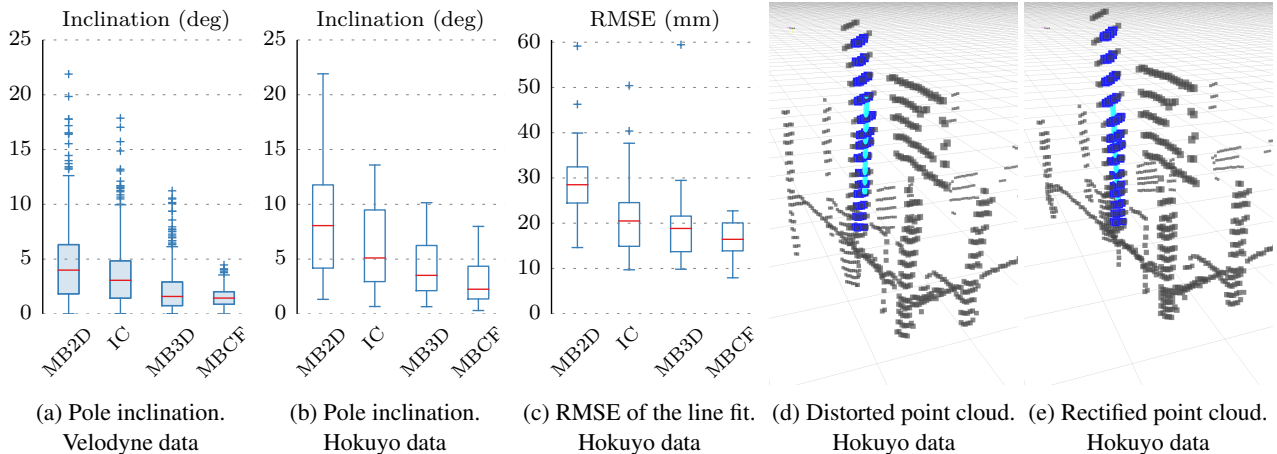 Inclination (deg)
25
20
15
10
5
0
MB2D
IC
MB3D
MBCF
(a) Pole inclination.
Velodyne data
Inclination (deg)
25
20
15
10
5
0
MB2D
IC
MB3D
MBCF
(b) Pole inclination.
Hokuyo data
RMSE (mm)
60
50
40
30
20
10
0
MB2D
IC
MB3D
MBCF
(c) RMSE of the line fit.
Hokuyo data
(d) Distorted point cloud.
Hokuyo data
(e) Rectified point cloud.
Hokuyo data